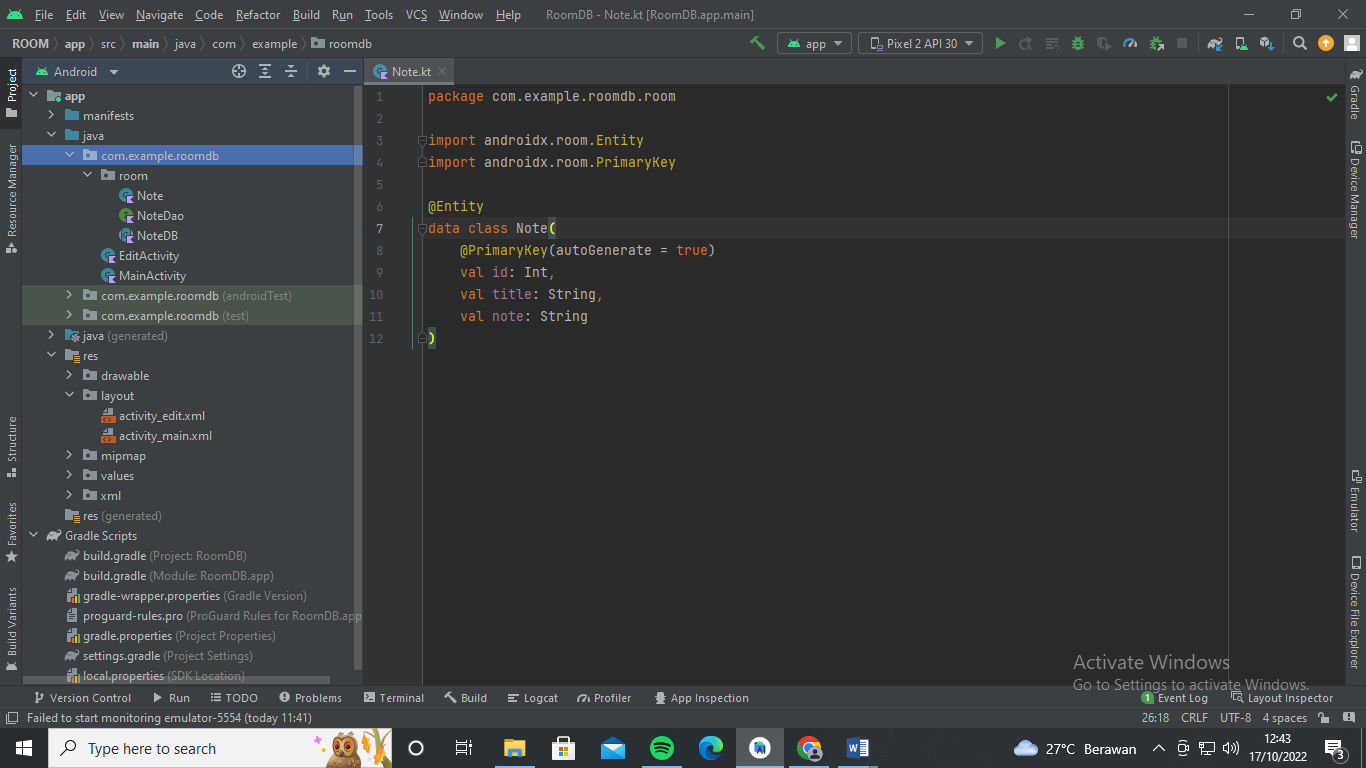 File Edit View Navigate Code Refactor Build Run Tools VCS Window Help RoomDB - Note.kt [RoomDB.app.main]
ROOM app src main java com example roomdb app Pixel 2 API 30
Project
Resource Manager
Structure
Favorites
Build Variants
Android
app
manifests
java
com.example.roomdb
room
Note
NoteDao
NoteDB
EditActivity
MainActivity
com.example.roomdb (androidTest)
com.example.roomdb (test)
java (generated)
res
drawable
layout
activity_edit.xml
activity_main.xml
mipmap
values
xml
res (generated)
Gradle Scripts
build.gradle (Project: RoomDB)
build.gradle (Module: RoomDB.app)
gradle-wrapper.properties (Gradle Version)
proguard-rules.pro (ProGuard Rules for RoomDB.app
gradle.properties (Project Properties)
settings.gradle (Project Settings)
local.properties (SDK Location)
Note.kt
1 package com.example.roomdb.room
2
3 import androidx.room.Entity
4 import androidx.room.PrimaryKey
5
6 @Entity
7 data class Note(
8 @PrimaryKey(autoGenerate = true)
9 val id: Int,
10 val title: String,
11 val note: String
12 )
Gradle
Device Manager
Emulator
Device File Explorer
Activate Windows
Go to Settings to activate Windows.
Version Control Run TODO Problems Terminal Build Logcat Profiler App Inspection 1 Event Log Layout Inspector
Failed to start monitoring emulator-5554 (today 11:41) 26:18 CRLF UTF-8 4 spaces
Type here to search 27°C Berawan 12:43
17/10/2022 3